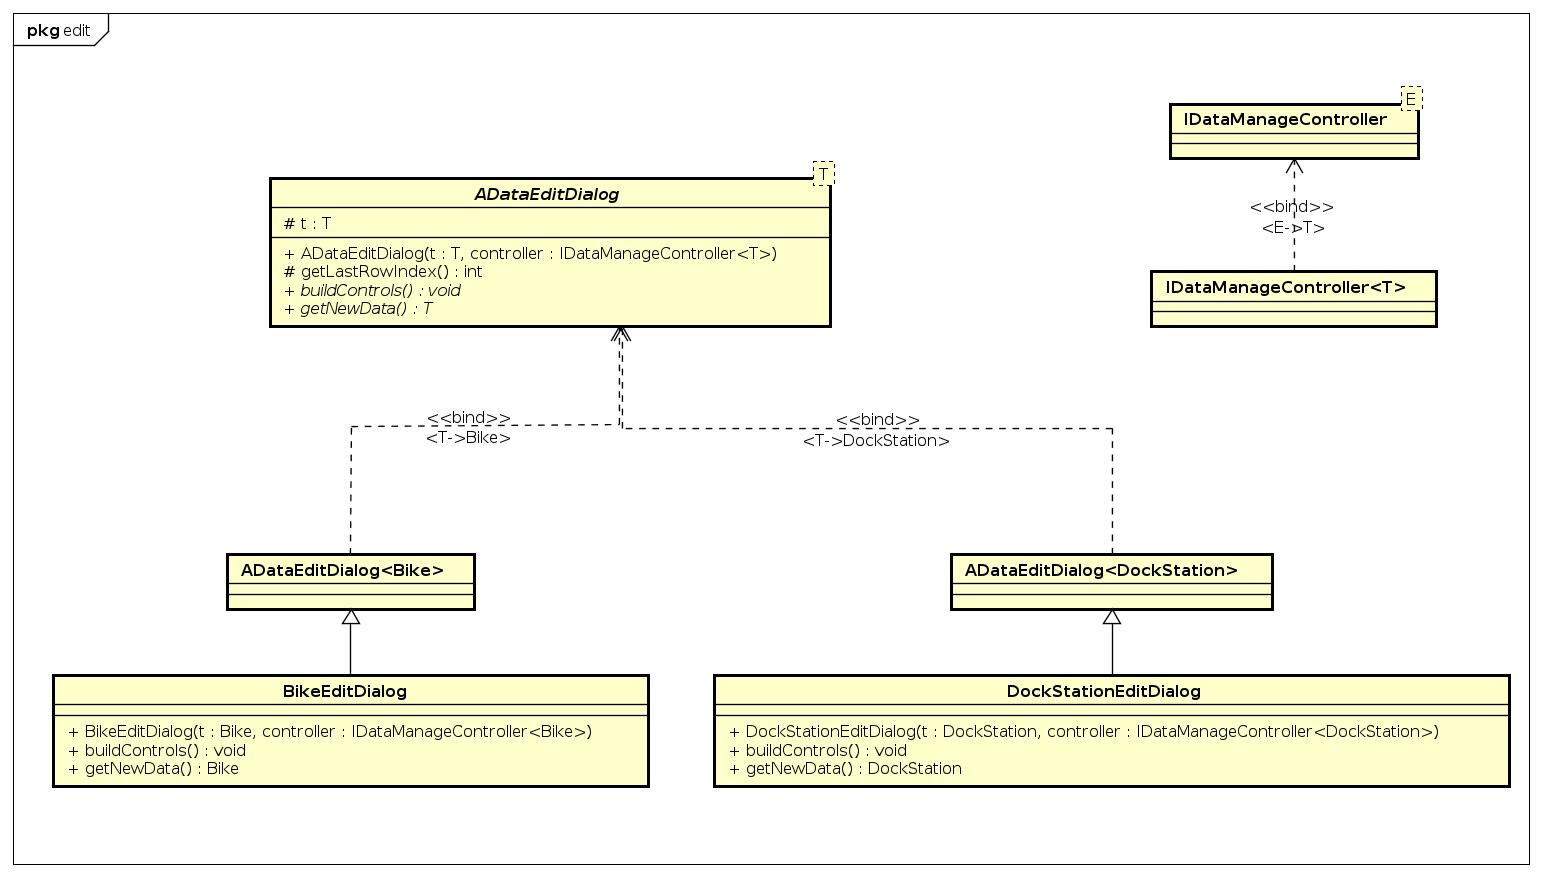 pkg edit
E
IDataManageController
<<bind>>
<E->T>
IDataManageController<T>
T
ADataEditDialog
# t : T
+ ADataEditDialog(t : T, controller : IDataManageController<T>)
# getLastRowIndex() : int
+ buildControls() : void
+ getNewData() : T
<<bind>>
<T->Bike>
<<bind>>
<T->DockStation>
ADataEditDialog<Bike>
ADataEditDialog<DockStation>
BikeEditDialog
+ BikeEditDialog(t : Bike, controller : IDataManageController<Bike>)
+ buildControls() : void
+ getNewData() : Bike
DockStationEditDialog
+ DockStationEditDialog(t : DockStation, controller : IDataManageController<DockStation>)
+ buildControls() : void
+ getNewData() : DockStation